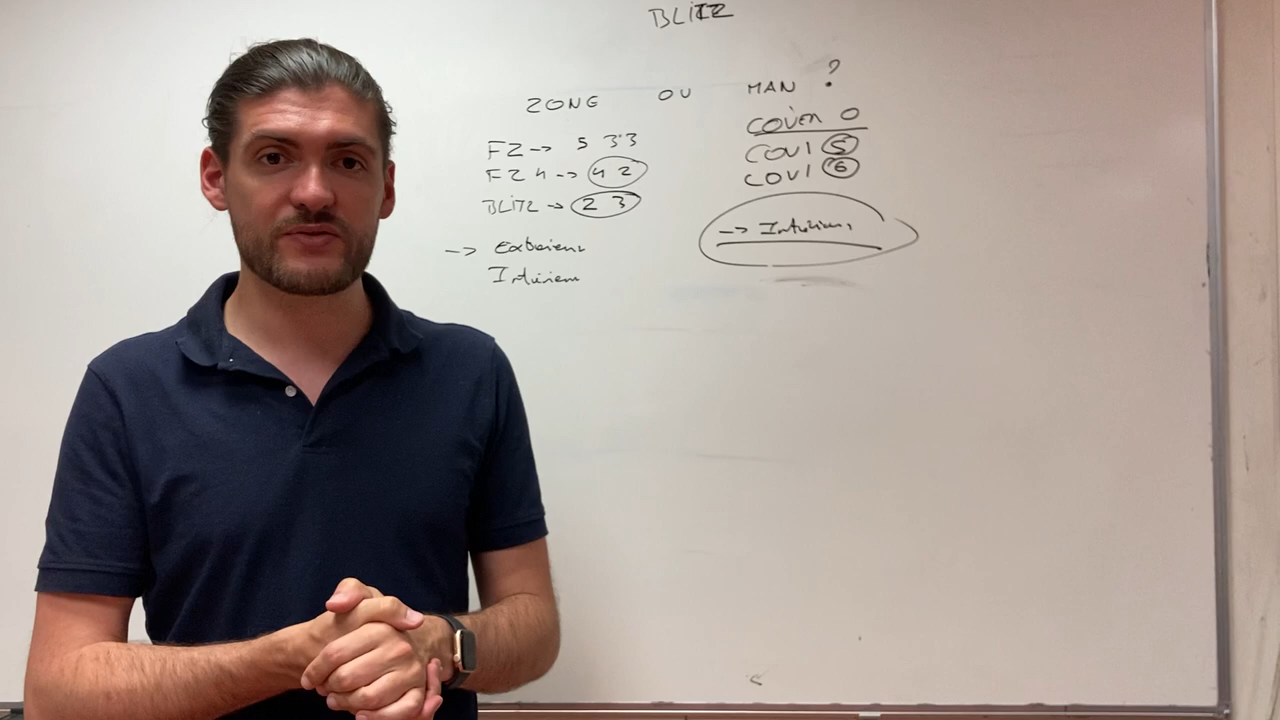 BLITZ
ZONE OU MAN ?
FZ -> 5 3 3
FZ 4 -> 4 2
BLITZ -> 2 3
-> Extérieur
Intérieur
COVER 0
COV 1 5
COV 1 6
-> Intérieur